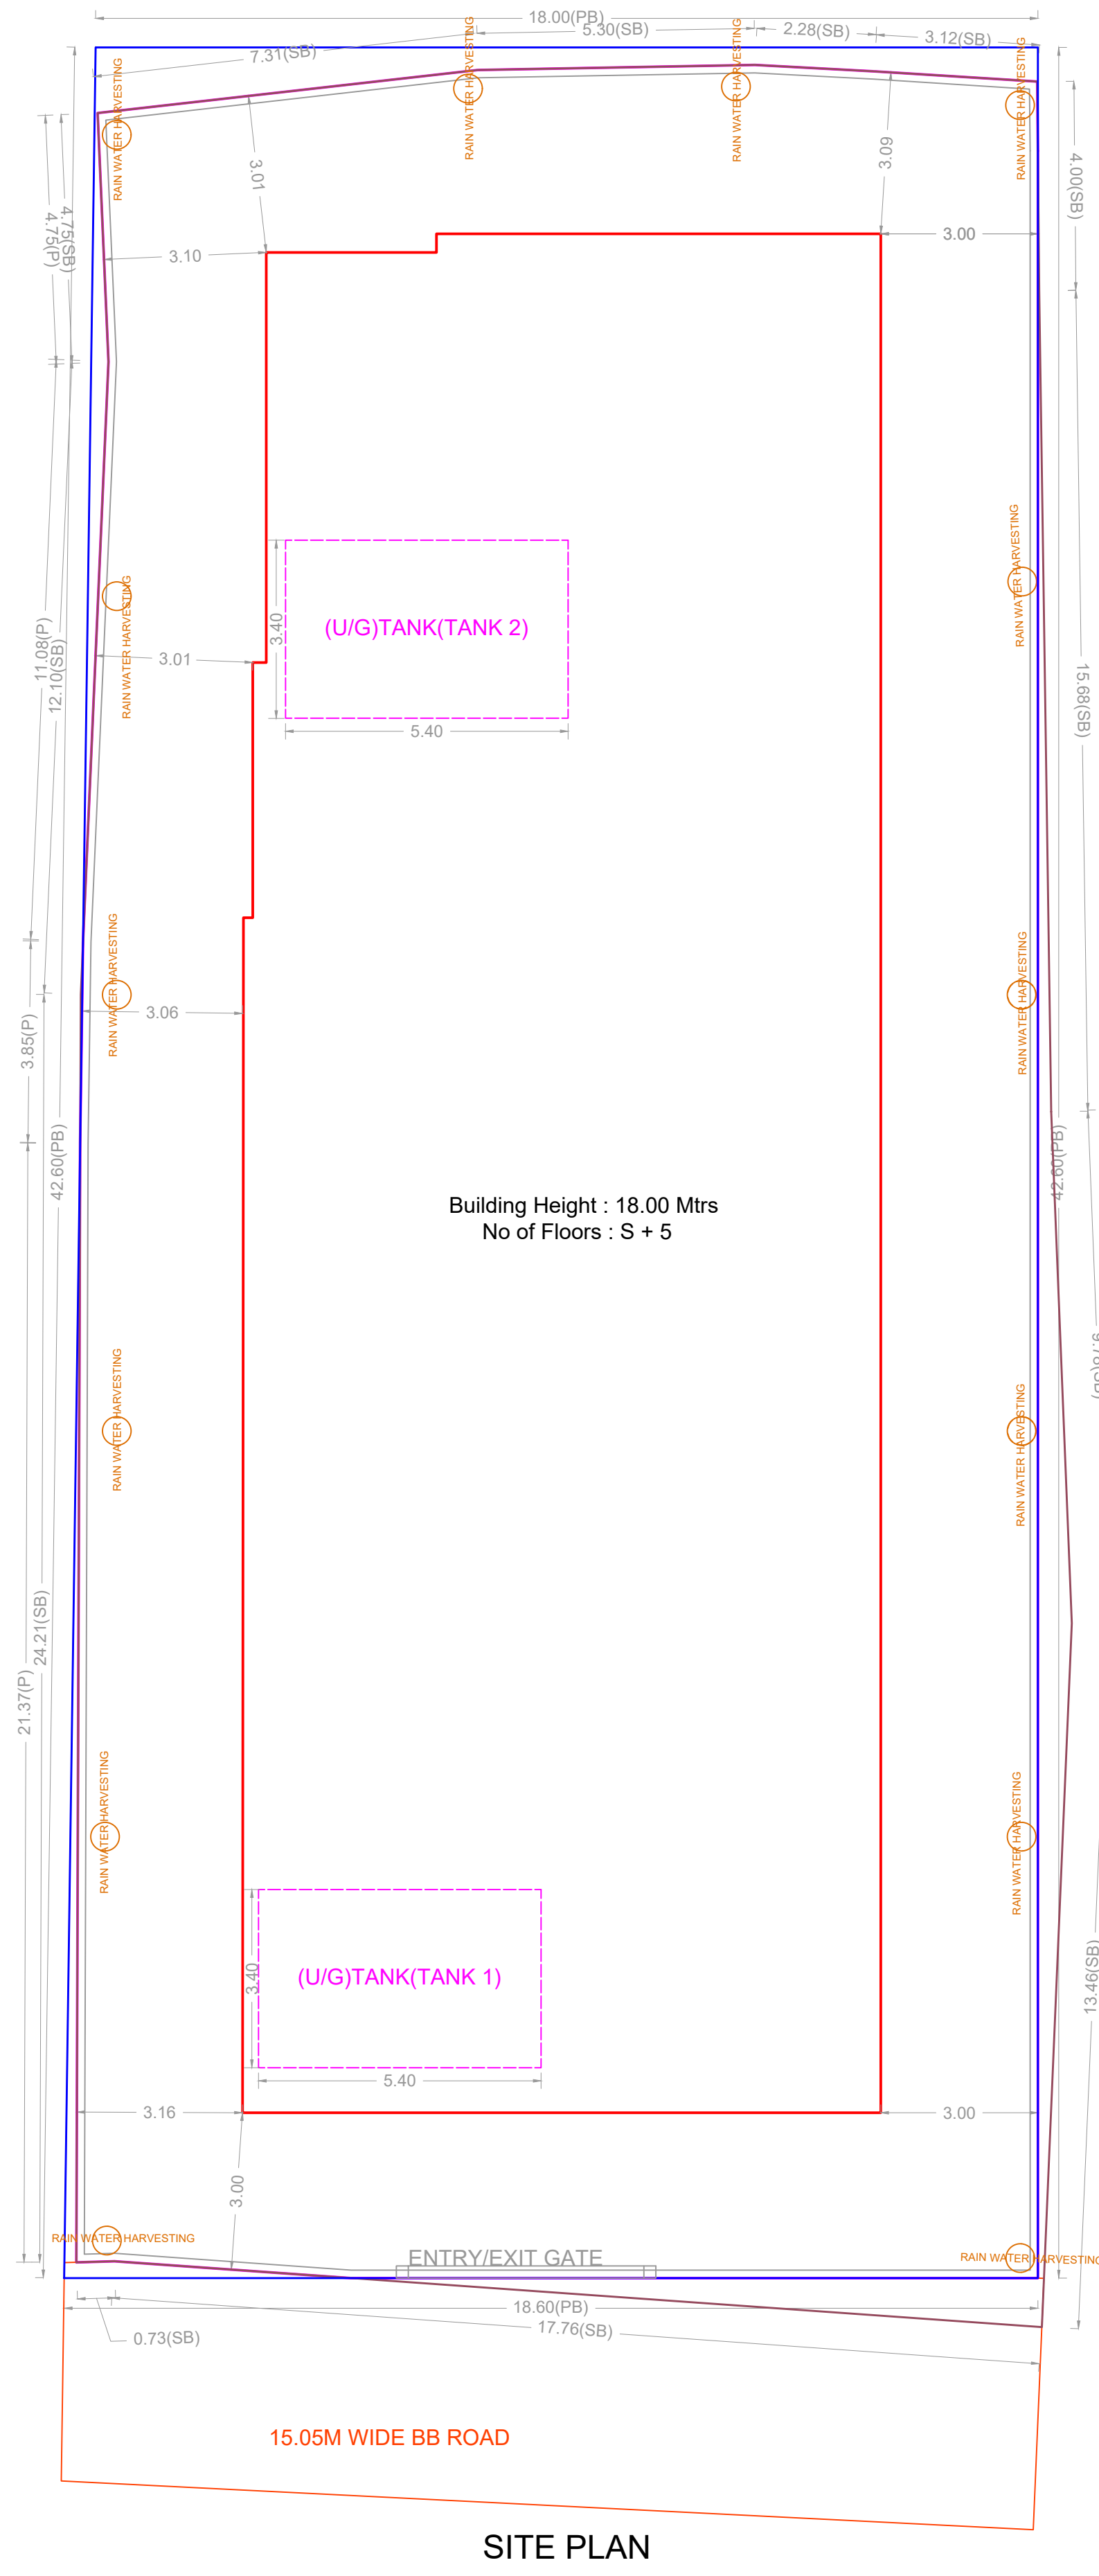 18.00(PB)
7.31(SB)
5.30(SB)
2.28(SB)
3.12(SB)
RAIN WATER HARVESTING
RAIN WATER HARVESTING
RAIN WATER HARVESTING
RAIN WATER HARVESTING
3.01
3.09
4.00(SB)
4.75(P)
4.75(SB)
3.10
3.00
RAIN WATER HARVESTING
RAIN WATER HARVESTING
3.40
(U/G)TANK(TANK 2)
5.40
11.08(P)
12.10(SB)
3.01
15.68(SB)
RAIN WATER HARVESTING
RAIN WATER HARVESTING
3.06
3.85(P)
42.60(PB)
42.60(PB)
Building Height : 18.00 Mtrs
No of Floors : S + 5
RAIN WATER HARVESTING
RAIN WATER HARVESTING
24.21(SB)
21.37(P)
RAIN WATER HARVESTING
RAIN WATER HARVESTING
3.40
(U/G)TANK(TANK 1)
5.40
13.46(SB)
3.16
3.00
3.00
RAIN WATER HARVESTING
RAIN WATER HARVESTING
ENTRY/EXIT GATE
18.60(PB)
0.73(SB)
17.76(SB)
15.05M WIDE BB ROAD
SITE PLAN